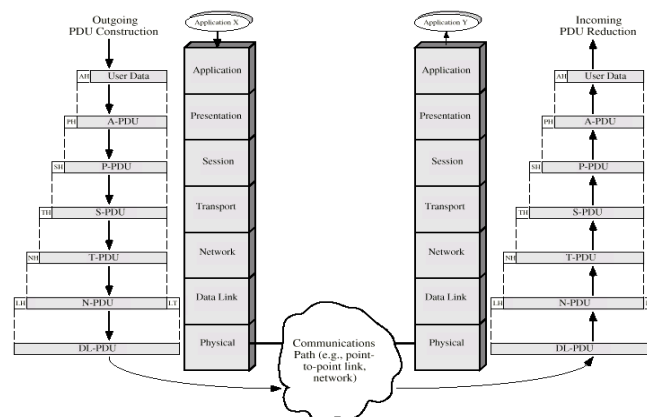 Outgoing
PDU Construction
Application X
Application Y
Incoming
PDU Reduction
AH User Data
PH A-PDU
SH P-PDU
TH S-PDU
NH T-PDU
LH N-PDU LT
DL-PDU
Application
Presentation
Session
Transport
Network
Data Link
Physical
Communications
Path (e.g., point-
to-point link,
network)
Application
Presentation
Session
Transport
Network
Data Link
Physical
AH User Data
PH A-PDU
SH P-PDU
TH S-PDU
NH T-PDU
LH N-PDU
DL-PDU